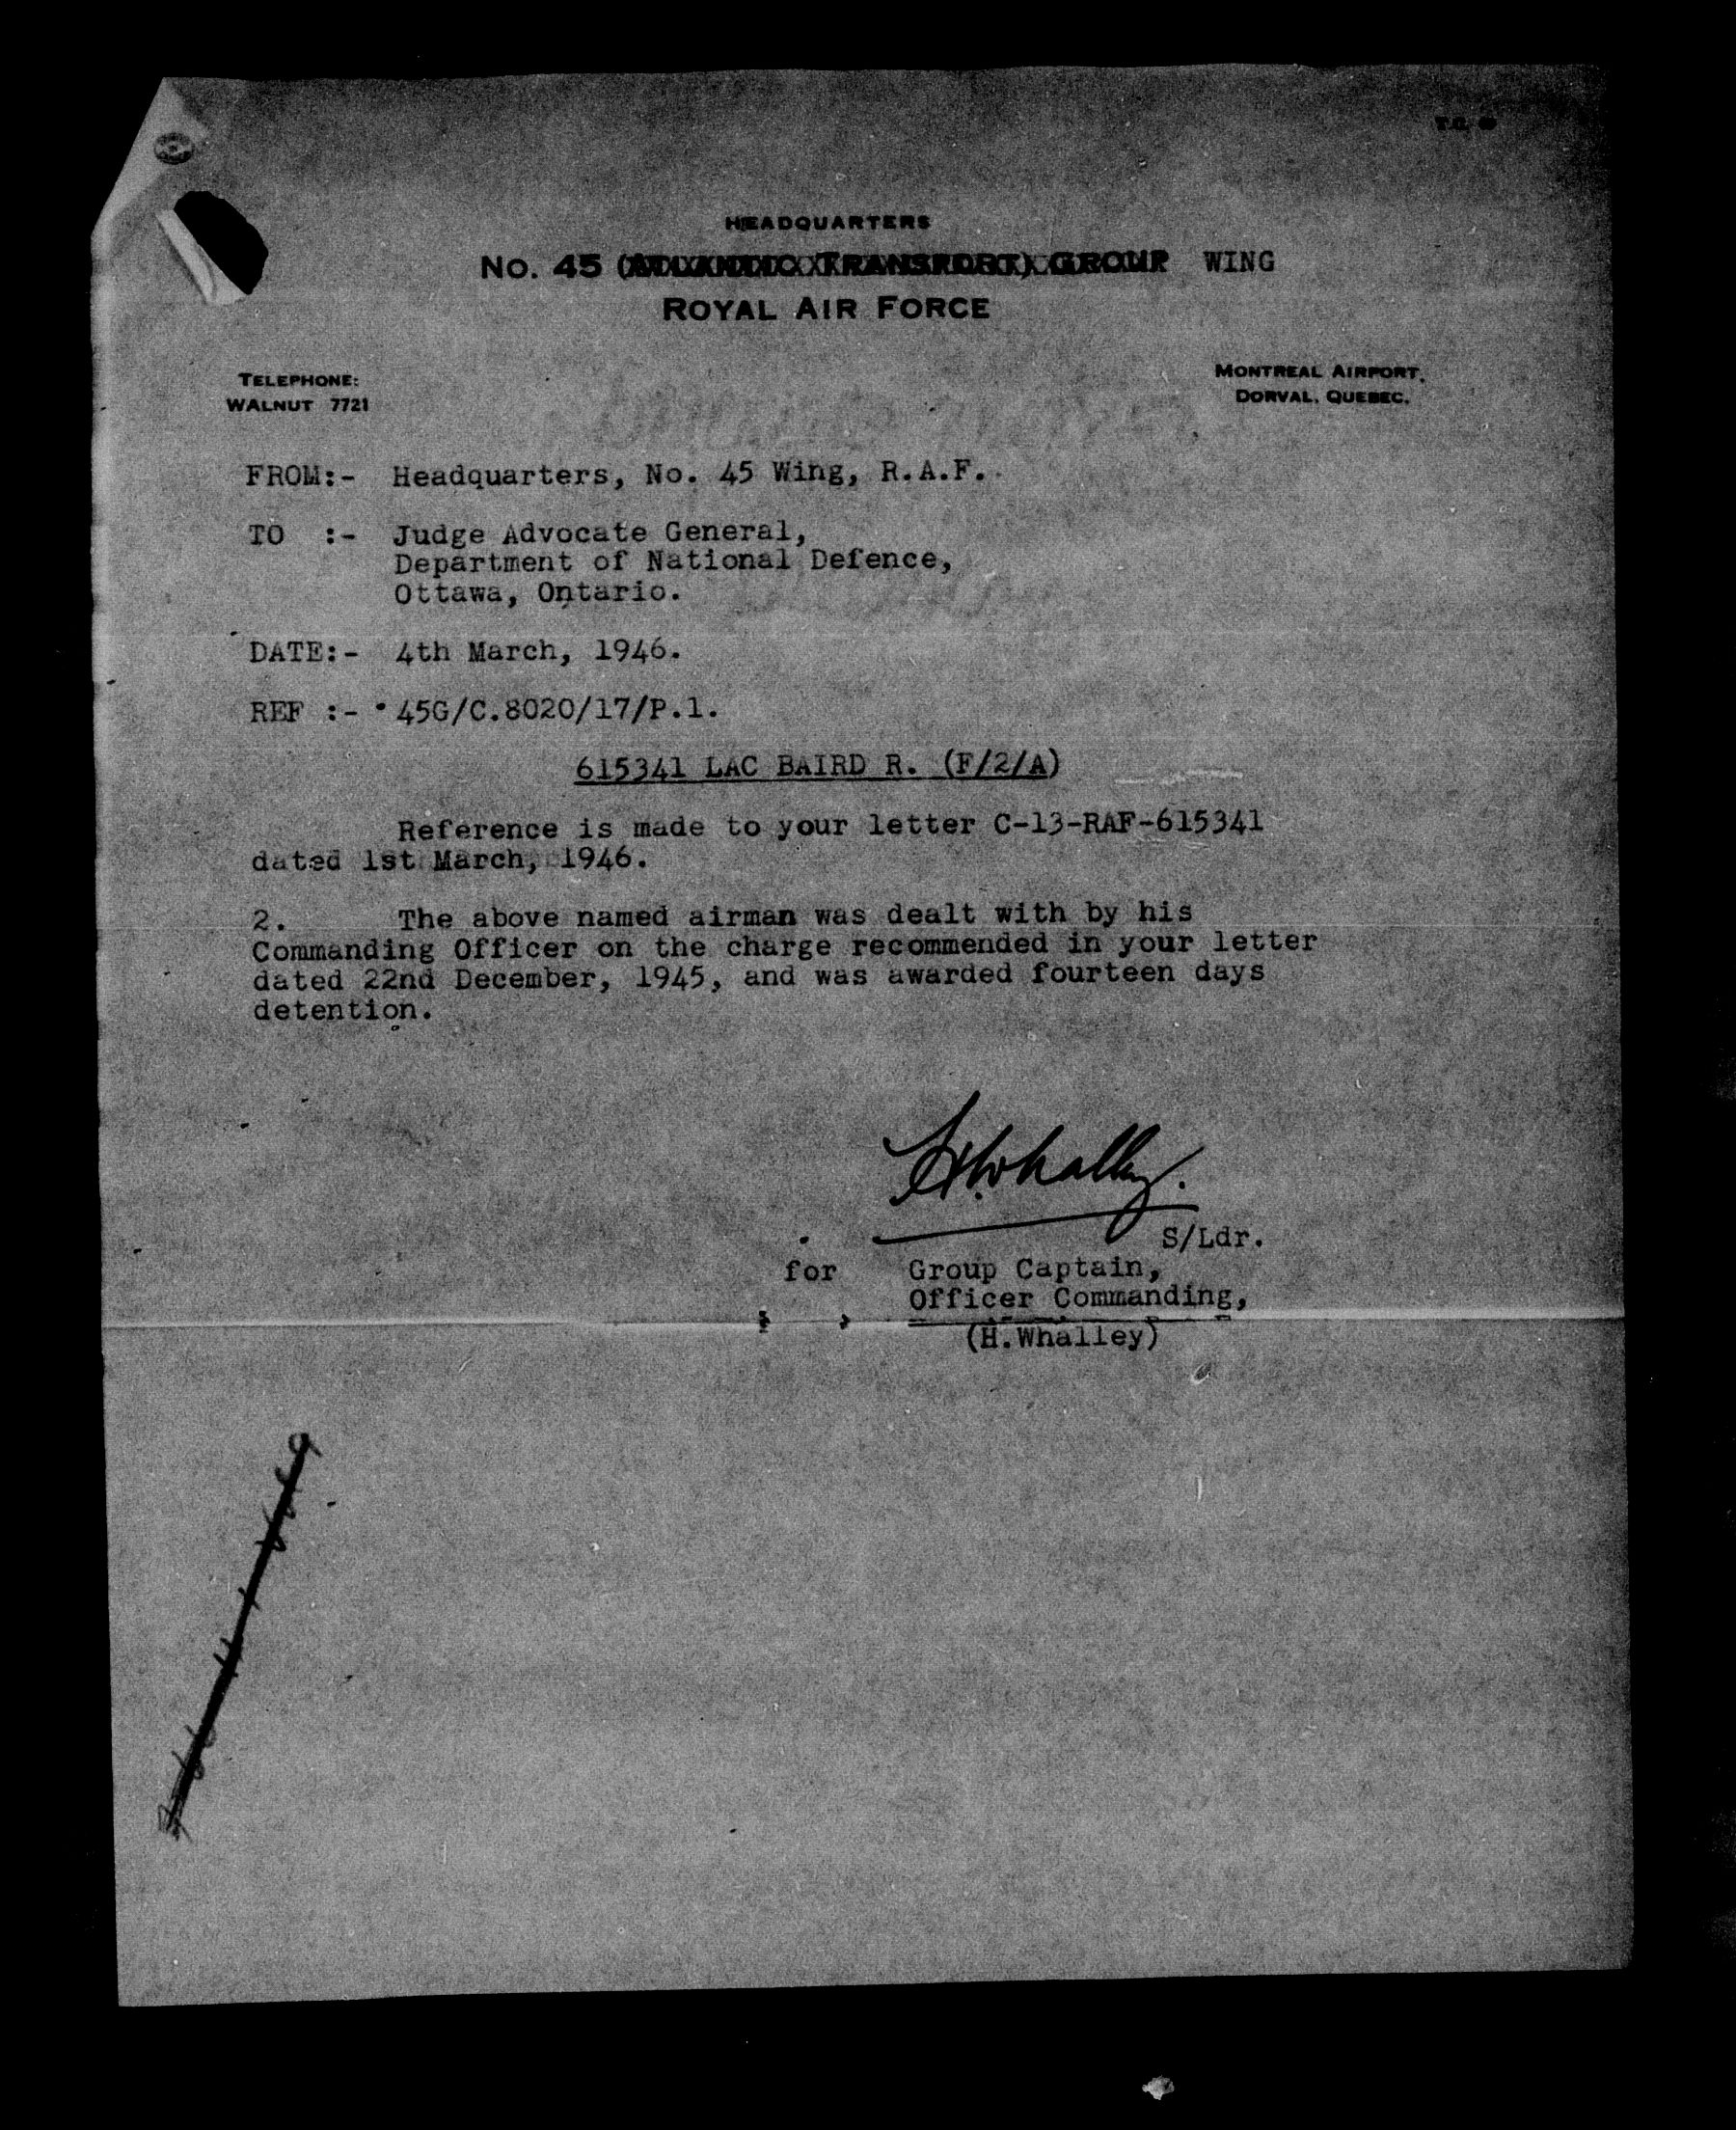 HEADQUARTERS
No. 45 (ATLANTIC TRANSPORT) GROUP WING
ROYAL AIR FORCE
TELEPHONE:
WALNUT 7721
MONTREAL AIRPORT,
DORVAL, QUEBEC.
FROM:- Headquarters, No. 45 Wing, R.A.F.
TO :- Judge Advocate General,
Department of National Defence,
Ottawa, Ontario.
DATE:- 4th March, 1946.
REF :- 45G/C.8020/17/P.1.
615341 LAC BAIRD R. (F/2/A)
Reference is made to your letter C-13-RAF-615341
dated 1st March, 1946.
2. The above named airman was dealt with by his
Commanding Officer on the charge recommended in your letter
dated 22nd December, 1945, and was awarded fourteen days
detention.
H.Whalley.
S/Ldr.
for Group Captain,
Officer Commanding,
(H.Whalley)